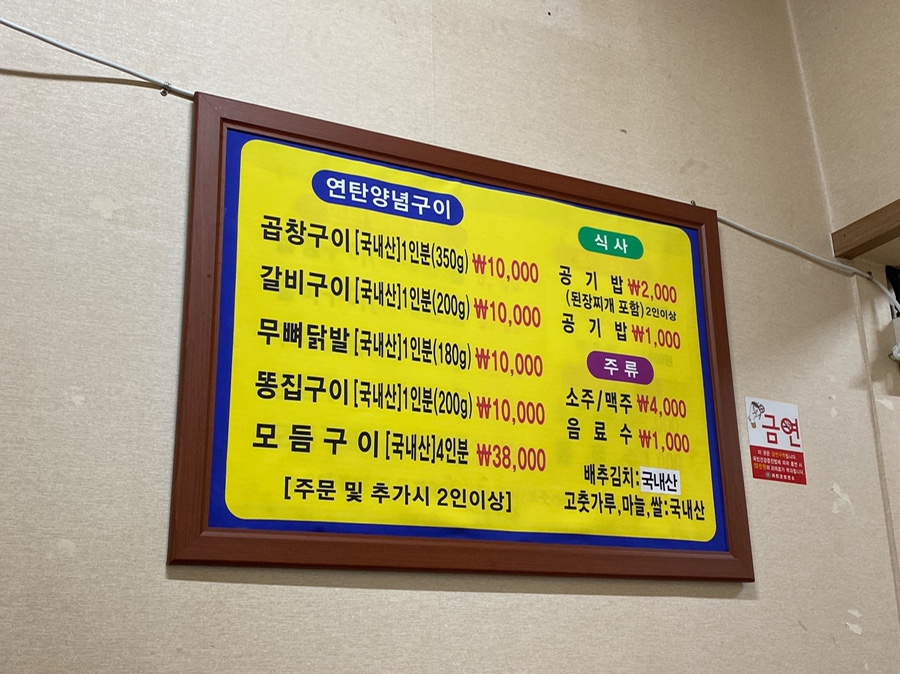 연탄양념구이
곱창구이[국내산]1인분(350g) ₩10,000
갈비구이[국내산]1인분(200g) ₩10,000
무뼈닭발[국내산]1인분(180g) ₩10,000
똥집구이[국내산]1인분(200g) ₩10,000
모듬구이[국내산]4인분 ₩38,000
[주문 및 추가시 2인이상]
식사
공기밥 ₩2,000
(된장찌개 포함) 2인이상
공기밥 ₩1,000
주류
소주/맥주 ₩4,000
음료수 ₩1,000
배추김치:국내산
고춧가루,마늘,쌀:국내산
금연